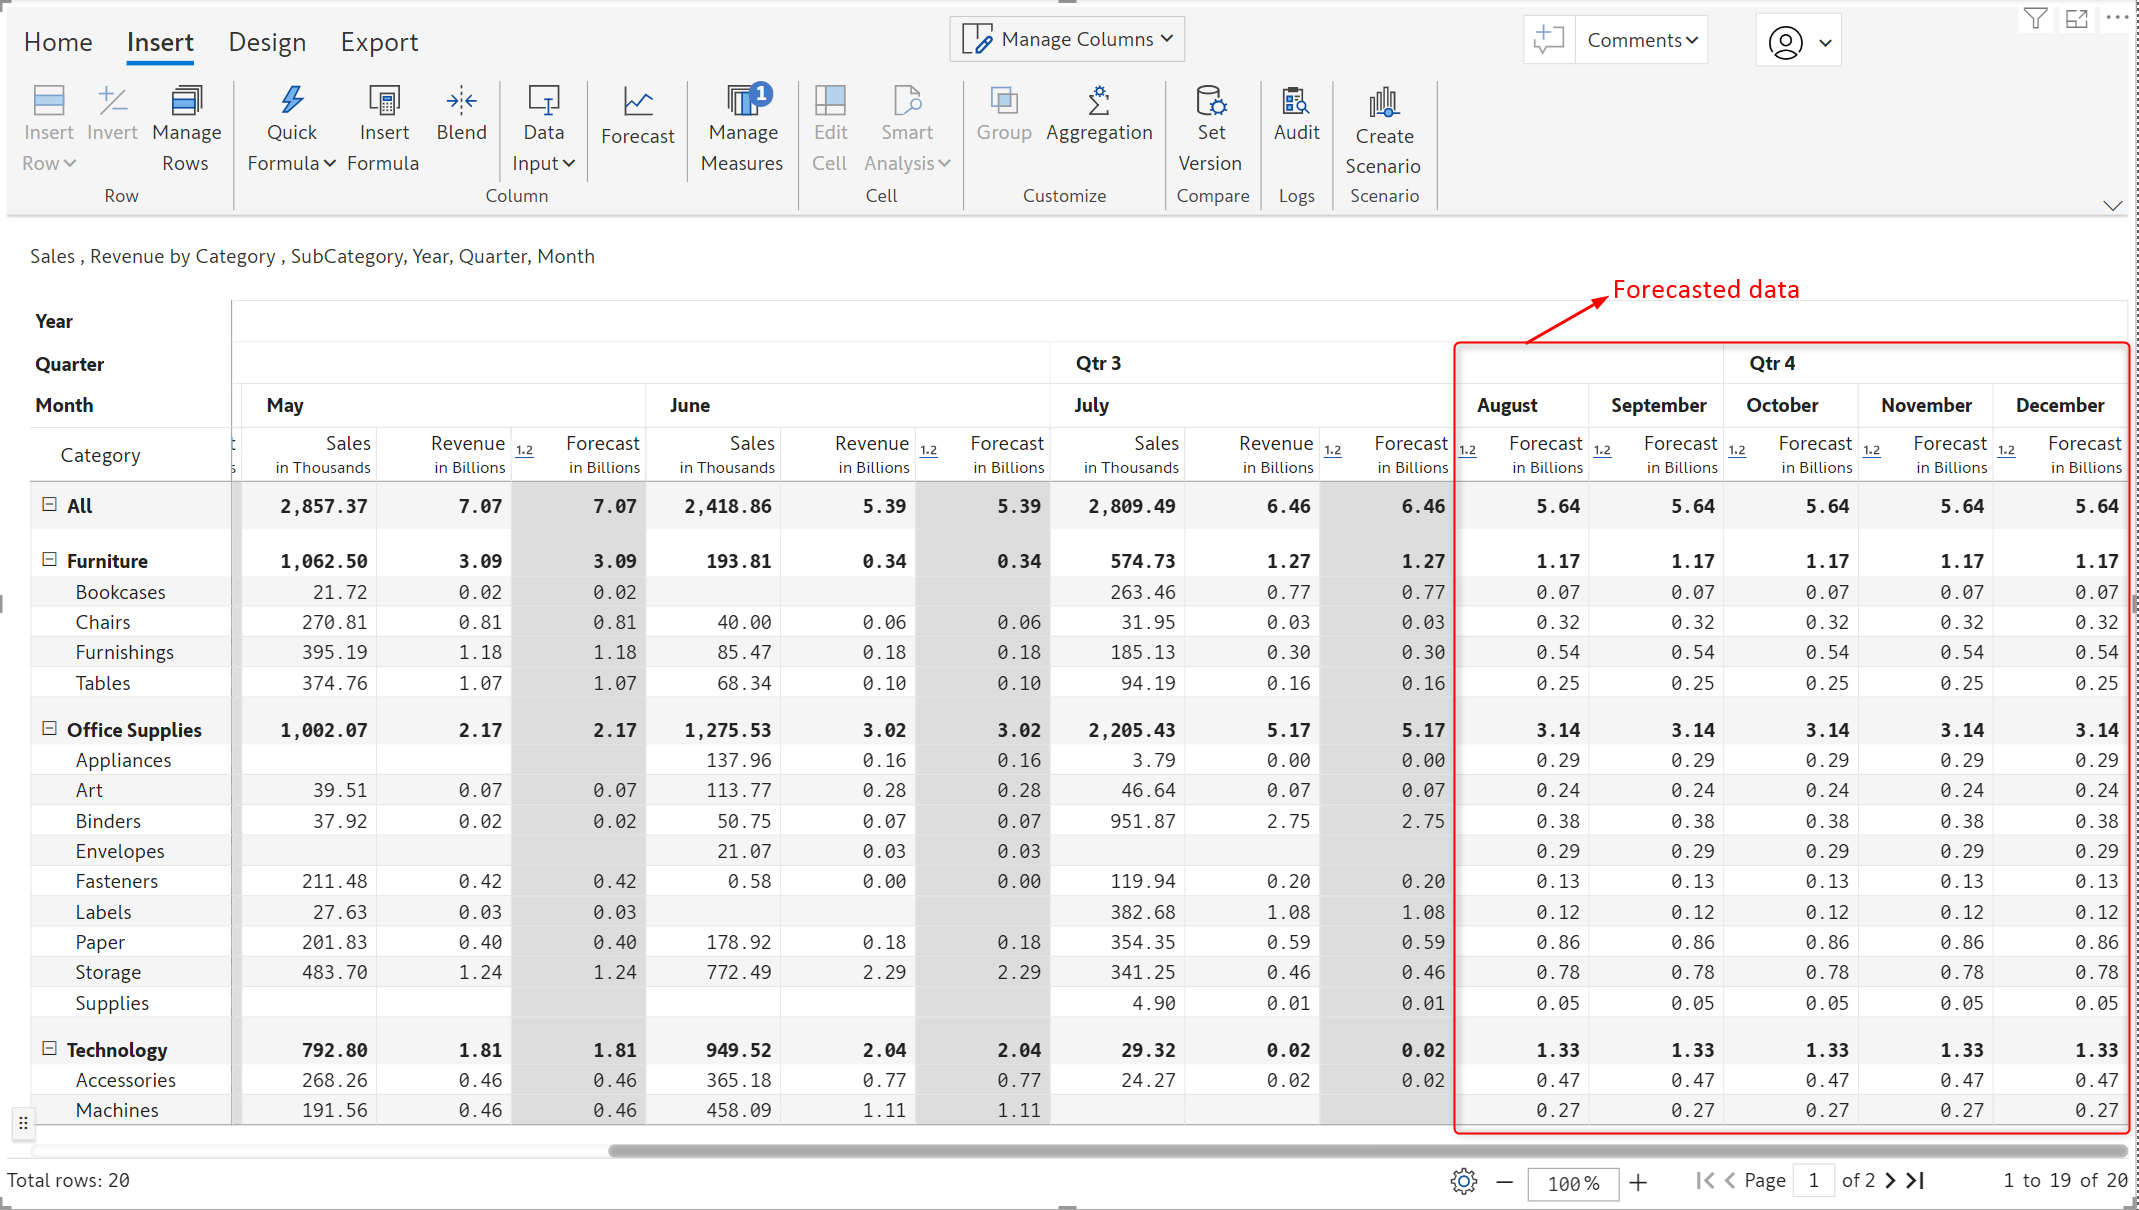 Home Insert Design Export Manage Columns Comments
Insert Row Invert Manage Rows Quick Formula Insert Formula Blend Data Input Forecast Manage Measures 1 Edit Cell Smart Analysis Group Aggregation Set Version Audit Create Scenario
Row Column Cell Customize Compare Logs Scenario
Sales , Revenue by Category , SubCategory, Year, Quarter, Month
Forecasted data
Year
Quarter Qtr 3 Qtr 4
Month May June July August September October November December
Category t Sales Revenue 1.2 Forecast Sales Revenue 1.2 Forecast Sales Revenue 1.2 Forecast 1.2 Forecast 1.2 Forecast 1.2 Forecast 1.2 Forecast 1.2 Forecast
s in Thousands in Billions in Billions in Thousands in Billions in Billions in Thousands in Billions in Billions in Billions in Billions in Billions in Billions in Billions
All 2,857.37 7.07 7.07 2,418.86 5.39 5.39 2,809.49 6.46 6.46 5.64 5.64 5.64 5.64 5.64
Furniture 1,062.50 3.09 3.09 193.81 0.34 0.34 574.73 1.27 1.27 1.17 1.17 1.17 1.17 1.17
Bookcases 21.72 0.02 0.02 263.46 0.77 0.77 0.07 0.07 0.07 0.07 0.07
Chairs 270.81 0.81 0.81 40.00 0.06 0.06 31.95 0.03 0.03 0.32 0.32 0.32 0.32 0.32
Furnishings 395.19 1.18 1.18 85.47 0.18 0.18 185.13 0.30 0.30 0.54 0.54 0.54 0.54 0.54
Tables 374.76 1.07 1.07 68.34 0.10 0.10 94.19 0.16 0.16 0.25 0.25 0.25 0.25 0.25
Office Supplies 1,002.07 2.17 2.17 1,275.53 3.02 3.02 2,205.43 5.17 5.17 3.14 3.14 3.14 3.14 3.14
Appliances 137.96 0.16 0.16 3.79 0.00 0.00 0.29 0.29 0.29 0.29 0.29
Art 39.51 0.07 0.07 113.77 0.28 0.28 46.64 0.07 0.07 0.24 0.24 0.24 0.24 0.24
Binders 37.92 0.02 0.02 50.75 0.07 0.07 951.87 2.75 2.75 0.38 0.38 0.38 0.38 0.38
Envelopes 21.07 0.03 0.03 0.29 0.29 0.29 0.29 0.29
Fasteners 211.48 0.42 0.42 0.58 0.00 0.00 119.94 0.20 0.20 0.13 0.13 0.13 0.13 0.13
Labels 27.63 0.03 0.03 382.68 1.08 1.08 0.12 0.12 0.12 0.12 0.12
Paper 201.83 0.40 0.40 178.92 0.18 0.18 354.35 0.59 0.59 0.86 0.86 0.86 0.86 0.86
Storage 483.70 1.24 1.24 772.49 2.29 2.29 341.25 0.46 0.46 0.78 0.78 0.78 0.78 0.78
Supplies 4.90 0.01 0.01 0.05 0.05 0.05 0.05 0.05
Technology 792.80 1.81 1.81 949.52 2.04 2.04 29.32 0.02 0.02 1.33 1.33 1.33 1.33 1.33
Accessories 268.26 0.46 0.46 365.18 0.77 0.77 24.27 0.02 0.02 0.47 0.47 0.47 0.47 0.47
Machines 191.56 0.46 0.46 458.09 1.11 1.11 0.27 0.27 0.27 0.27 0.27
Total rows: 20 100 % Page 1 of 2 1 to 19 of 20